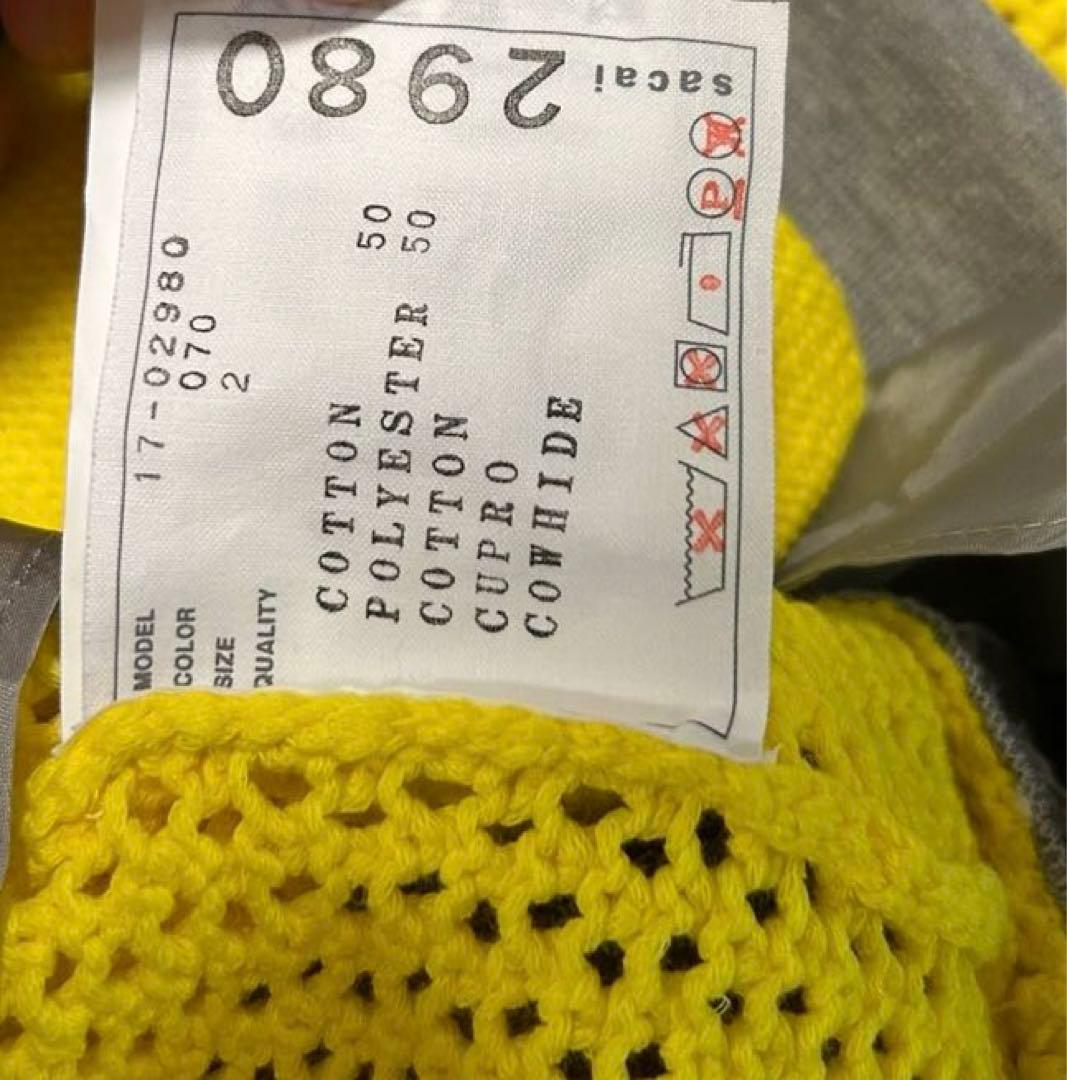 MODEL 17-02980
COLOR 070
SIZE 2
QUALITY
COTTON
POLYESTER 50
COTTON 50
CUPRO
COWHIDE
sacai
2980
P